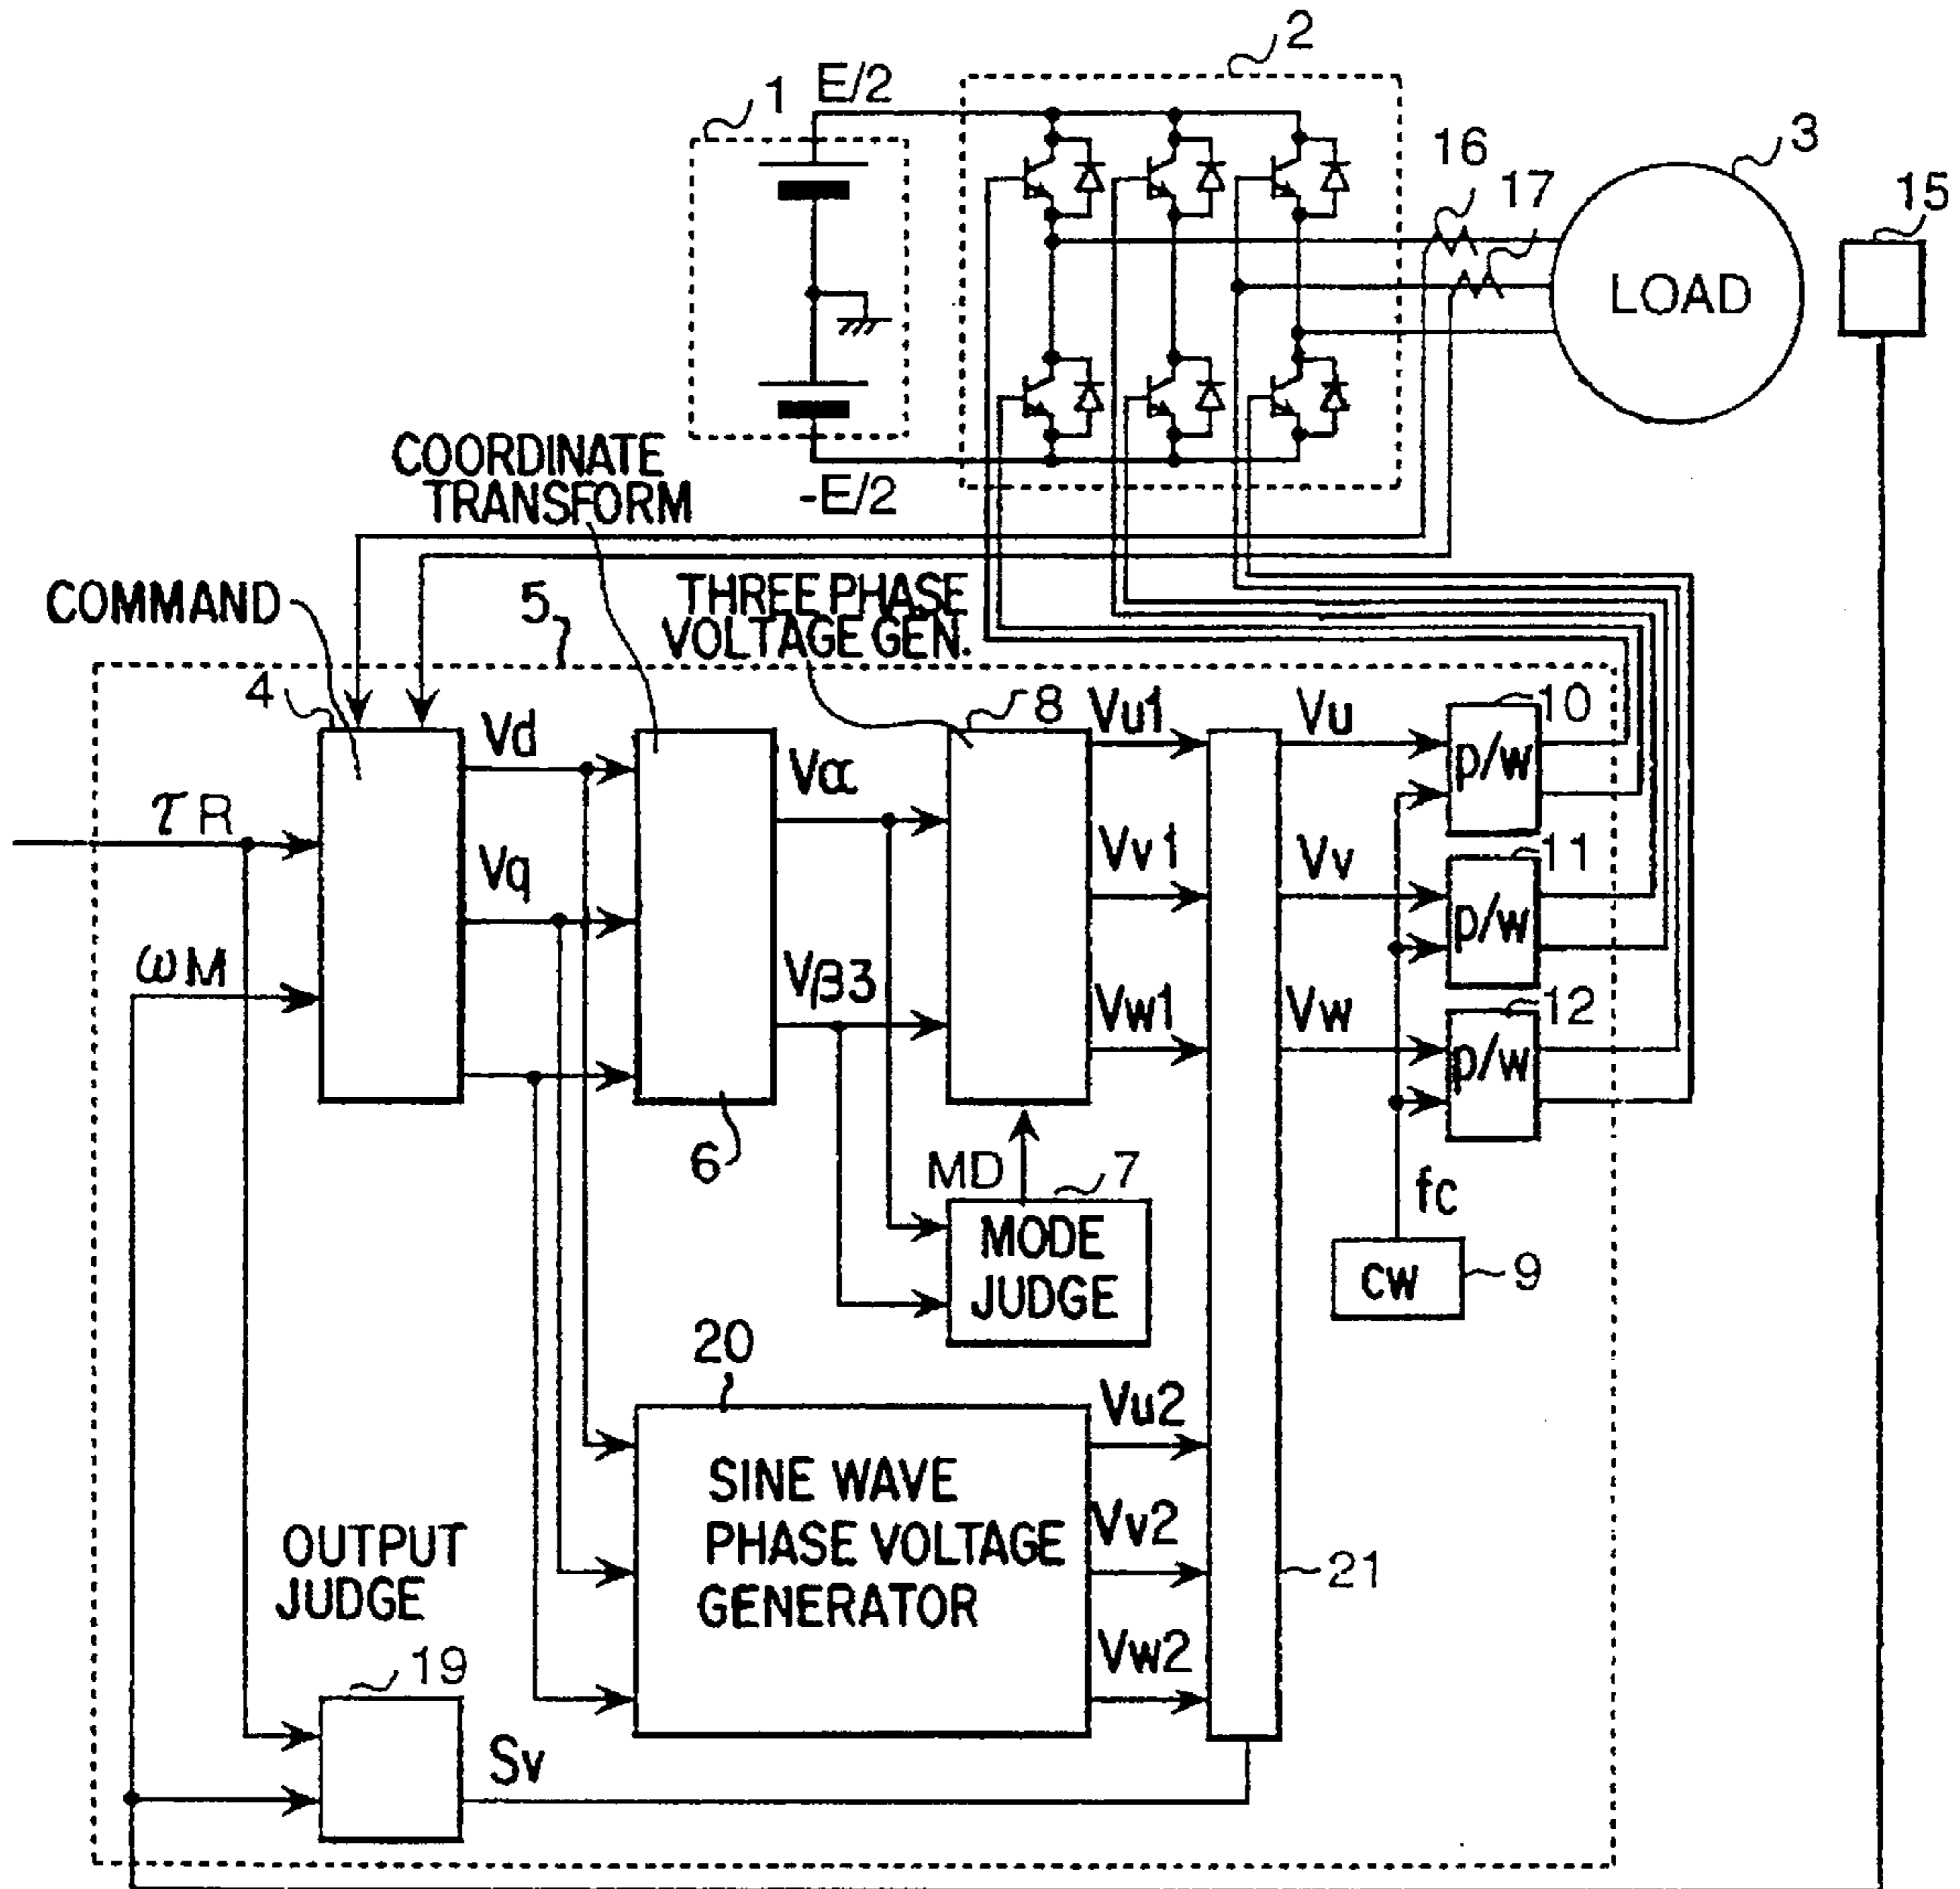 2
1
E/2
3
16
17
15
LOAD
COORDINATE
TRANSFORM
-E/2
COMMAND
5
THREE PHASE
VOLTAGE GEN.
4
Vd
8
Vu1
Vu
10
p/w
τR
Vα
Vq
Vv1
Vv
11
p/w
ωM
Vβ3
Vw1
Vw
12
p/w
6
MD
7
fc
MODE
JUDGE
cw
9
20
Vu2
SINE WAVE
PHASE VOLTAGE
GENERATOR
Vv2
OUTPUT
JUDGE
21
Vw2
19
Sv